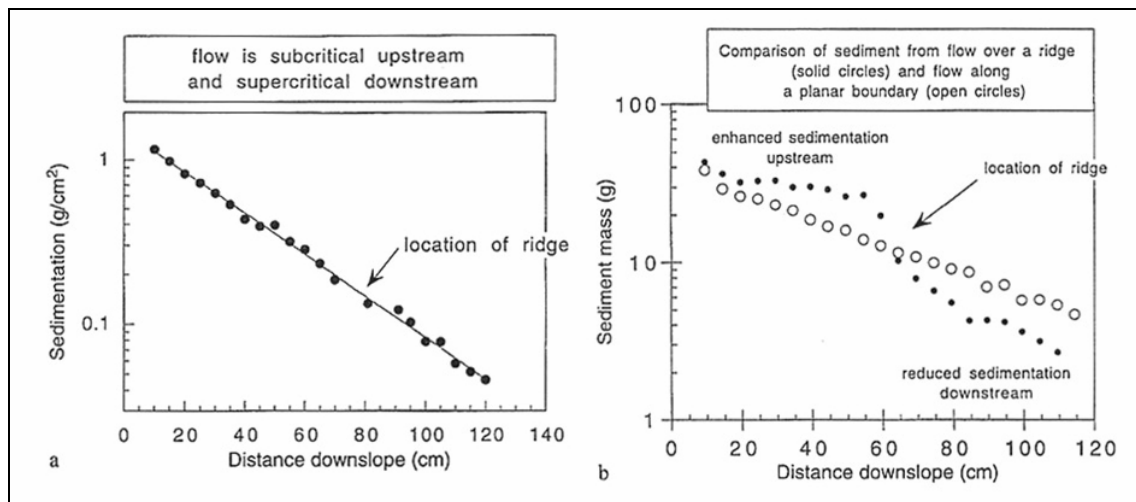 flow is subcritical upstream
and supercritical downstream
1
0.1
Sedimentation (g/cm²)
location of ridge
0 20 40 60 80 100 120 140
Distance downslope (cm)
a
Comparison of sediment from flow over a ridge
(solid circles) and flow along
a planar boundary (open circles)
100
10
1
Sediment mass (g)
enhanced sedimentation
upstream
location of ridge
reduced sedimentation
downstream
0 20 40 60 80 100 120
Distance downslope (cm)
b